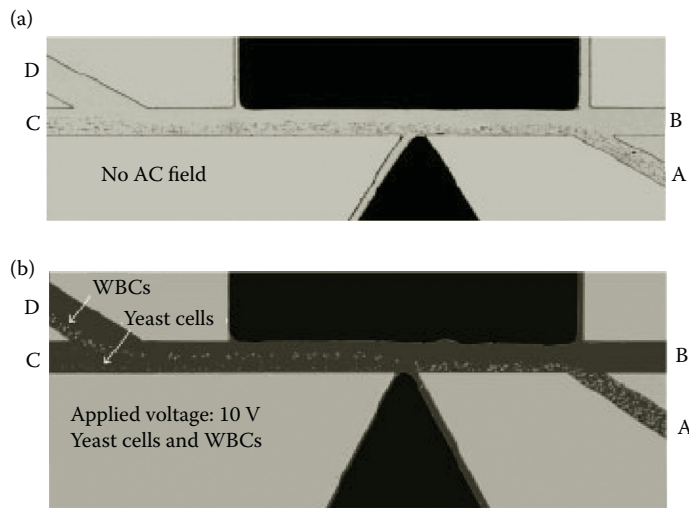 (a)
D
C
B
No AC field
A
(b)
WBCs
D
Yeast cells
C
B
Applied voltage: 10 V
Yeast cells and WBCs
A